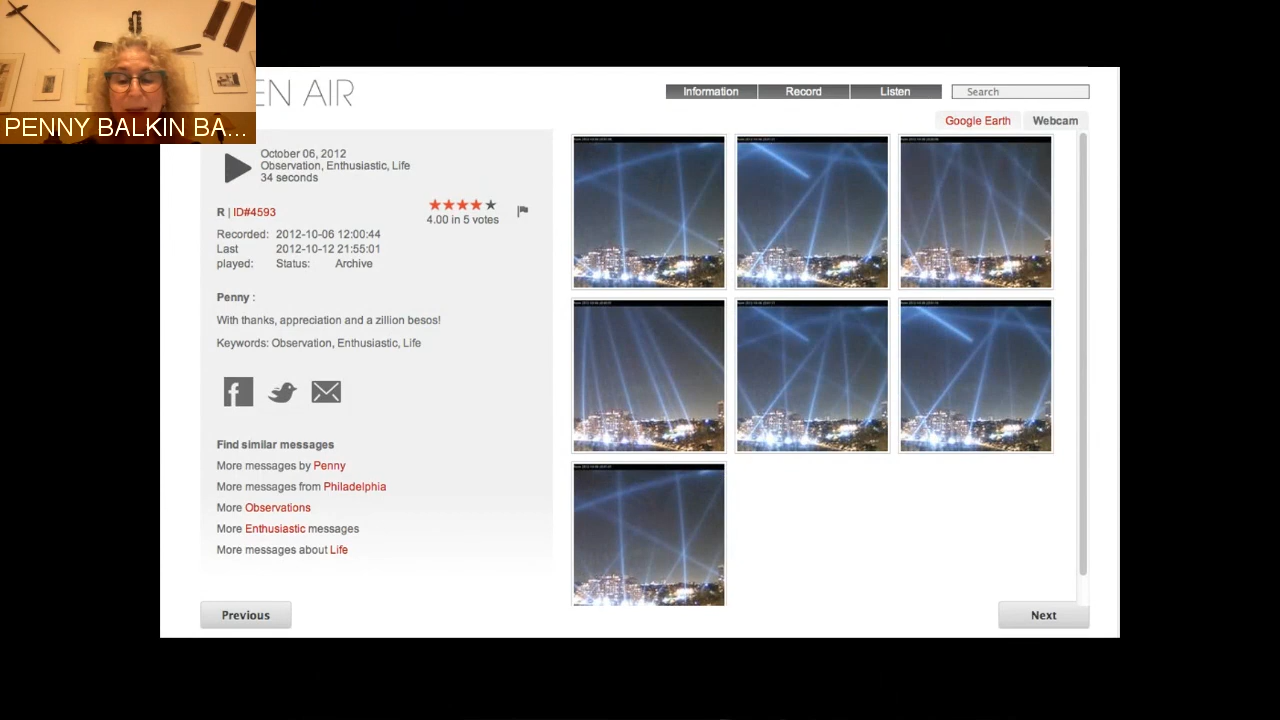 PENNY BALKIN BA...
EN AIR
Information
Record
Listen
Search
Google Earth
Webcam
October 06, 2012
Observation, Enthusiastic, Life
34 seconds
R | ID#4593
4.00 in 5 votes
Recorded: 2012-10-06 12:00:44
Last 2012-10-12 21:55:01
played: Status: Archive
Penny :
With thanks, appreciation and a zillion besos!
Keywords: Observation, Enthusiastic, Life
Find similar messages
More messages by Penny
More messages from Philadelphia
More Observations
More Enthusiastic messages
More messages about Life
Previous
Next